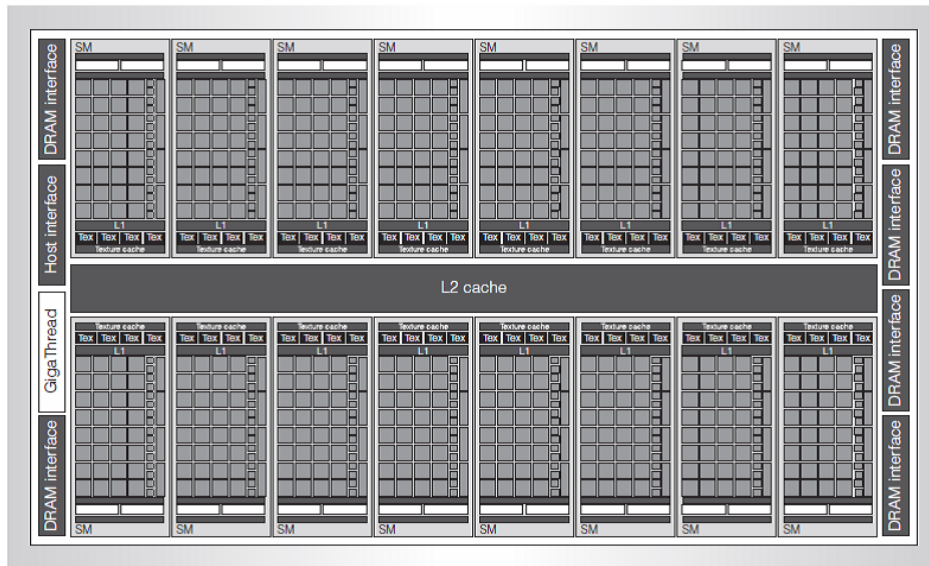 SM SM SM SM SM SM SM SM
DRAM interface
Host interface
GigaThread
DRAM interface
L1 L1 L1 L1 L1 L1 L1 L1
Tex Tex Tex Tex Tex Tex Tex Tex Tex Tex Tex Tex Tex Tex Tex Tex Tex Tex Tex Tex Tex Tex Tex Tex Tex Tex Tex Tex Tex Tex Tex Tex
Texture cache Texture cache Texture cache Texture cache Texture cache Texture cache Texture cache Texture cache
L2 cache
Texture cache Texture cache Texture cache Texture cache Texture cache Texture cache Texture cache Texture cache
Tex Tex Tex Tex Tex Tex Tex Tex Tex Tex Tex Tex Tex Tex Tex Tex Tex Tex Tex Tex Tex Tex Tex Tex Tex Tex Tex Tex Tex Tex Tex Tex
L1 L1 L1 L1 L1 L1 L1 L1
SM SM SM SM SM SM SM SM
DRAM interface
DRAM interface
DRAM interface
DRAM interface